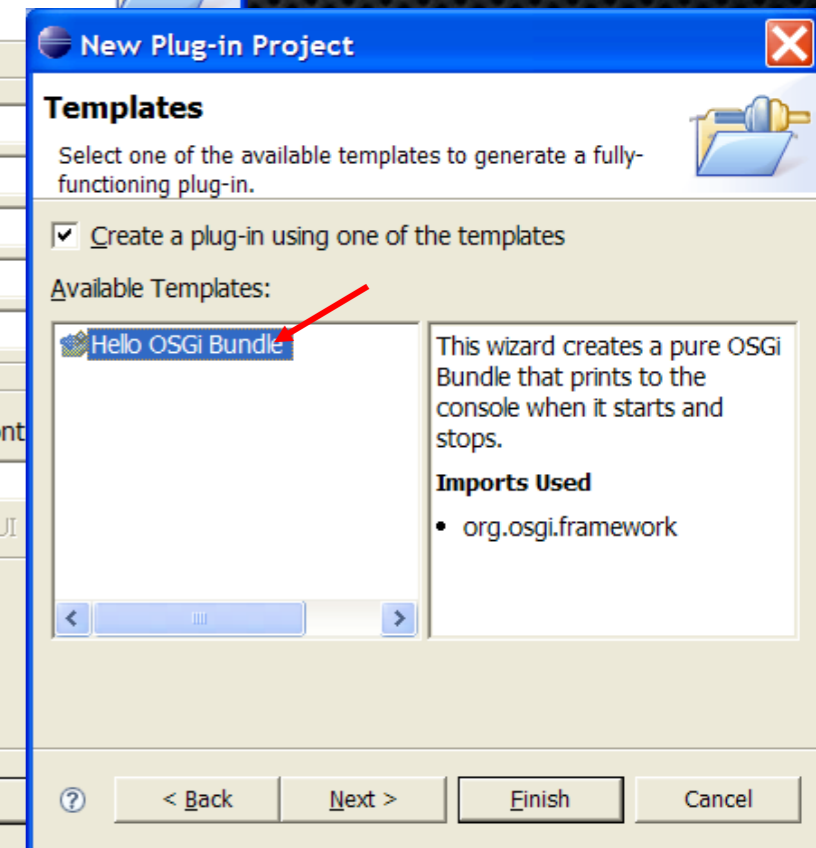 New Plug-in Project
Templates
Select one of the available templates to generate a fully-
functioning plug-in.
Create a plug-in using one of the templates
Available Templates:
Hello OSGi Bundle
This wizard creates a pure OSGi
Bundle that prints to the
console when it starts and
stops.
Imports Used
• org.osgi.framework
ont
UI
? < Back Next > Finish Cancel